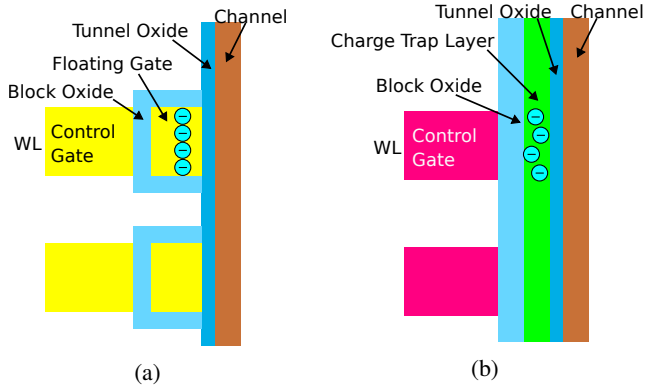 Channel
Tunnel Oxide
Floating Gate
Block Oxide
WL
Control
Gate
−
−
−
−
(a)
Tunnel Oxide
Channel
Charge Trap Layer
Block Oxide
WL
Control
Gate
−
−
−
−
(b)